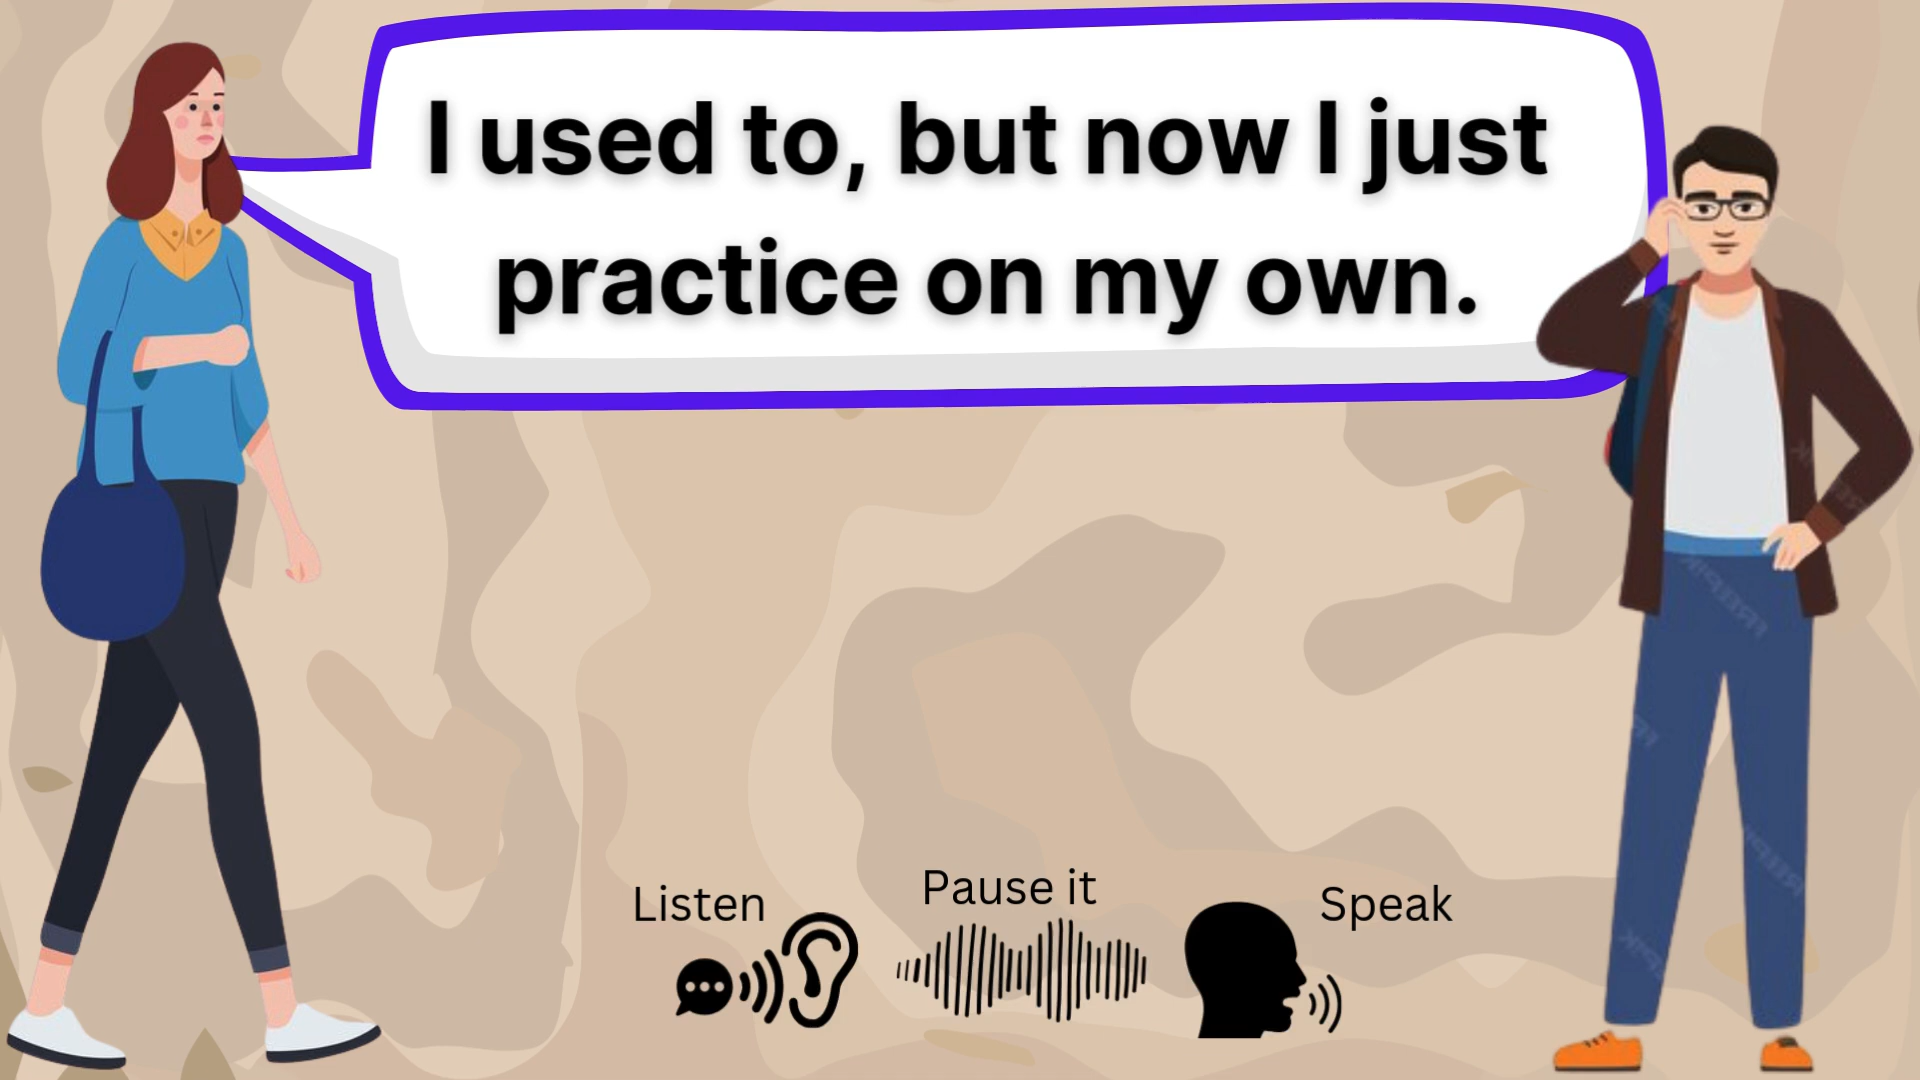 I used to, but now I just
practice on my own.
Listen
Pause it
Speak